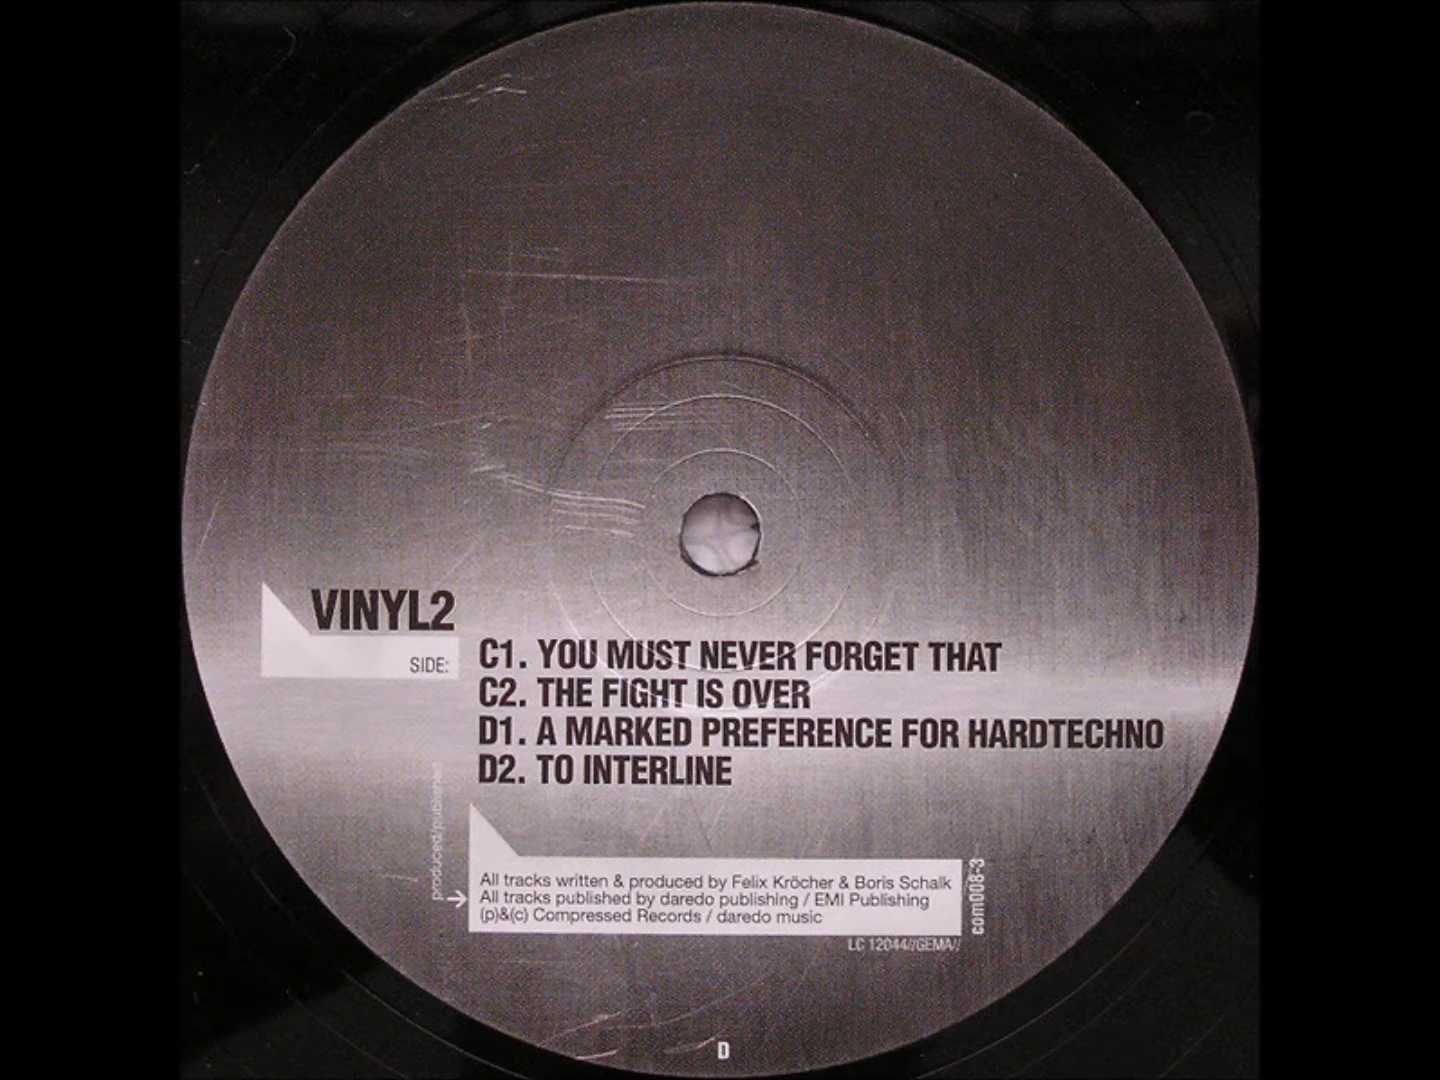 VINYL2
SIDE:
C1. YOU MUST NEVER FORGET THAT
C2. THE FIGHT IS OVER
D1. A MARKED PREFERENCE FOR HARDTECHNO
D2. TO INTERLINE
produced/published
All tracks written & produced by Felix Kröcher & Boris Schalk
All tracks published by daredo publishing / EMI Publishing
(p)&(c) Compressed Records / daredo music
com008-3
LC 12044//GEMA//
D